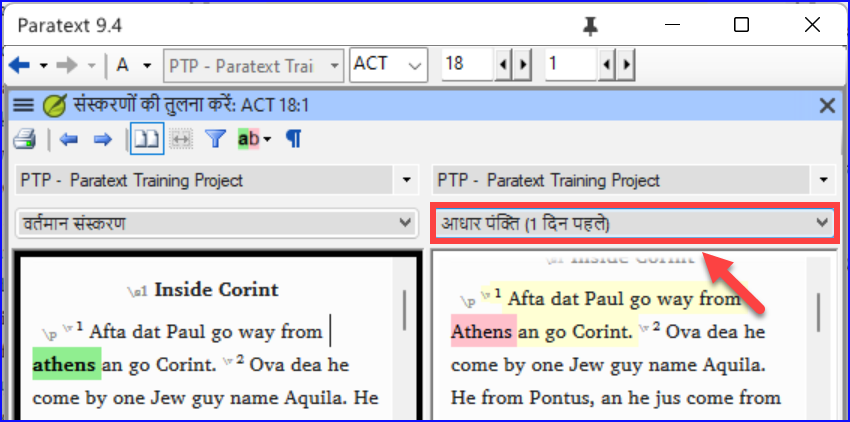 Paratext 9.4
A PTP - Paratext Trai ACT 18 1
संस्करणों की तुलना करें: ACT 18:1
ab
PTP - Paratext Training Project
वर्तमान संस्करण
\s1 Inside Corint
\p \v 1 Afta dat Paul go way from
athens an go Corint. \v 2 Ova dea he
come by one Jew guy name Aquila. He
PTP - Paratext Training Project
आधार पंक्ति (1 दिन पहले)
\s1 Inside Corint
\p \v 1 Afta dat Paul go way from
Athens an go Corint. \v 2 Ova dea he
come by one Jew guy name Aquila.
He from Pontus, an he jus come from